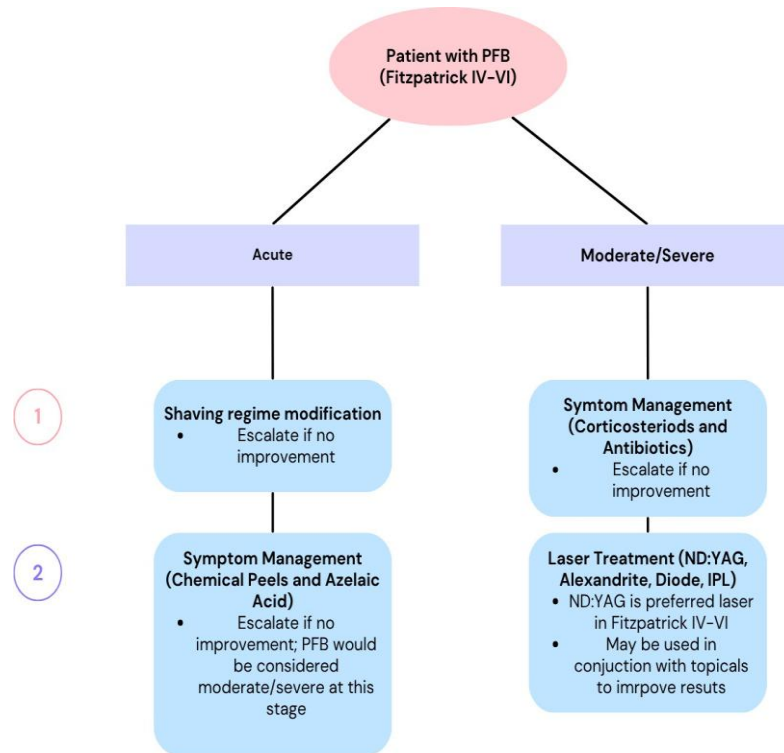 Patient with PFB
(Fitzpatrick IV-VI)
Acute
Moderate/Severe
1
Shaving regime modification
• Escalate if no
improvement
Symtom Management
(Corticosteriods and
Antibiotics)
• Escalate if no
improvement
2
Symptom Management
(Chemical Peels and Azelaic
Acid)
• Escalate if no
improvement; PFB would
be considered
moderate/severe at this
stage
Laser Treatment (ND:YAG,
Alexandrite, Diode, IPL)
• ND:YAG is preferred laser
in Fitzpatrick IV-VI
• May be used in
conjuction with topicals
to imrpove resuts